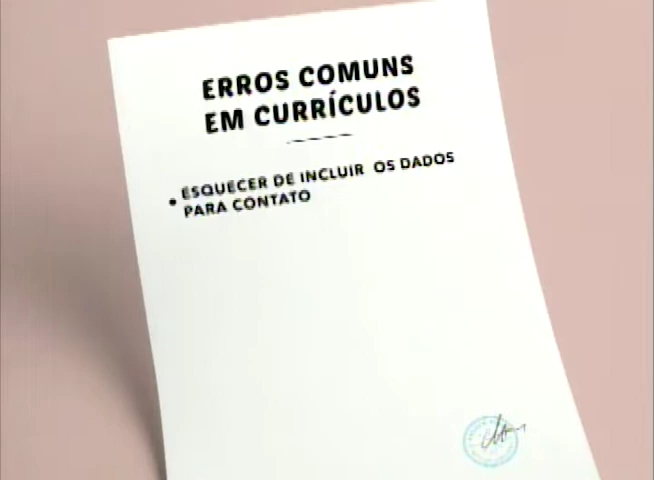 ERROS COMUNS
EM CURRÍCULOS
• ESQUECER DE INCLUIR OS DADOS
PARA CONTATO